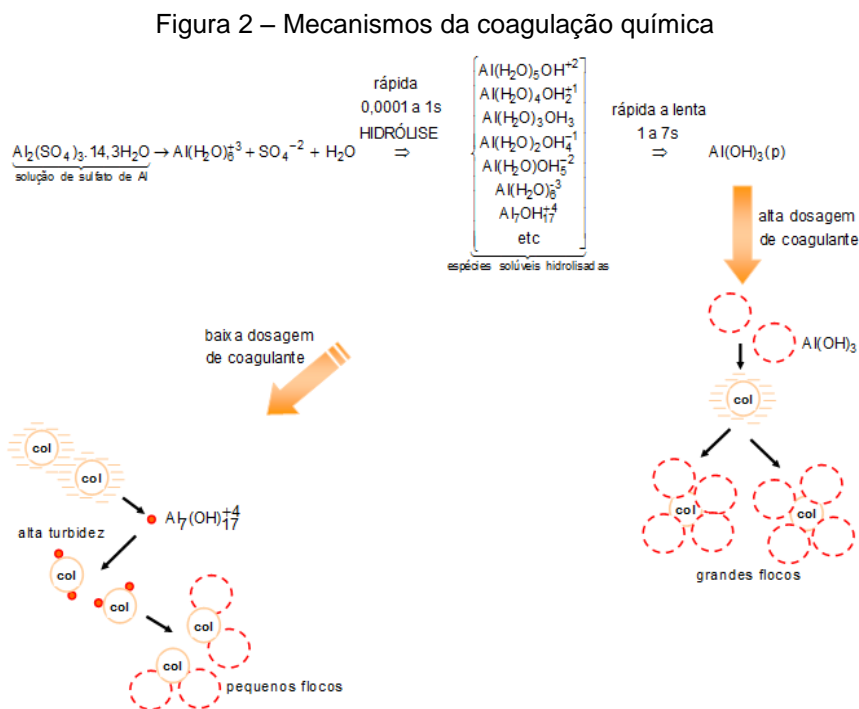 Figura 2 – Mecanismos da coagulação química
rápida
0,0001 a 1s
HIDRÓLISE
⇒
Al₂(SO₄)₃.14,3H₂O → Al(H₂O)₆⁺³ + SO₄⁻² + H₂O
solução de sulfato de Al
Al(H₂O)₅OH⁺²
Al(H₂O)₄OH₂⁺¹
Al(H₂O)₃OH₃
Al(H₂O)₂OH₄⁻¹
Al(H₂O)OH₅⁻²
Al(H₂O)₆⁻³
Al₇OH₁₇⁺⁴
etc
espécies solúveis hidrolisadas
rápida a lenta
1 a 7s
⇒
Al(OH)₃(p)
alta dosagem
de coagulante
Al(OH)₃
col
col
col
grandes flocos
baixa dosagem
de coagulante
col
col
Al₇(OH)₁₇⁺⁴
alta turbidez
col
col
col
col
pequenos flocos